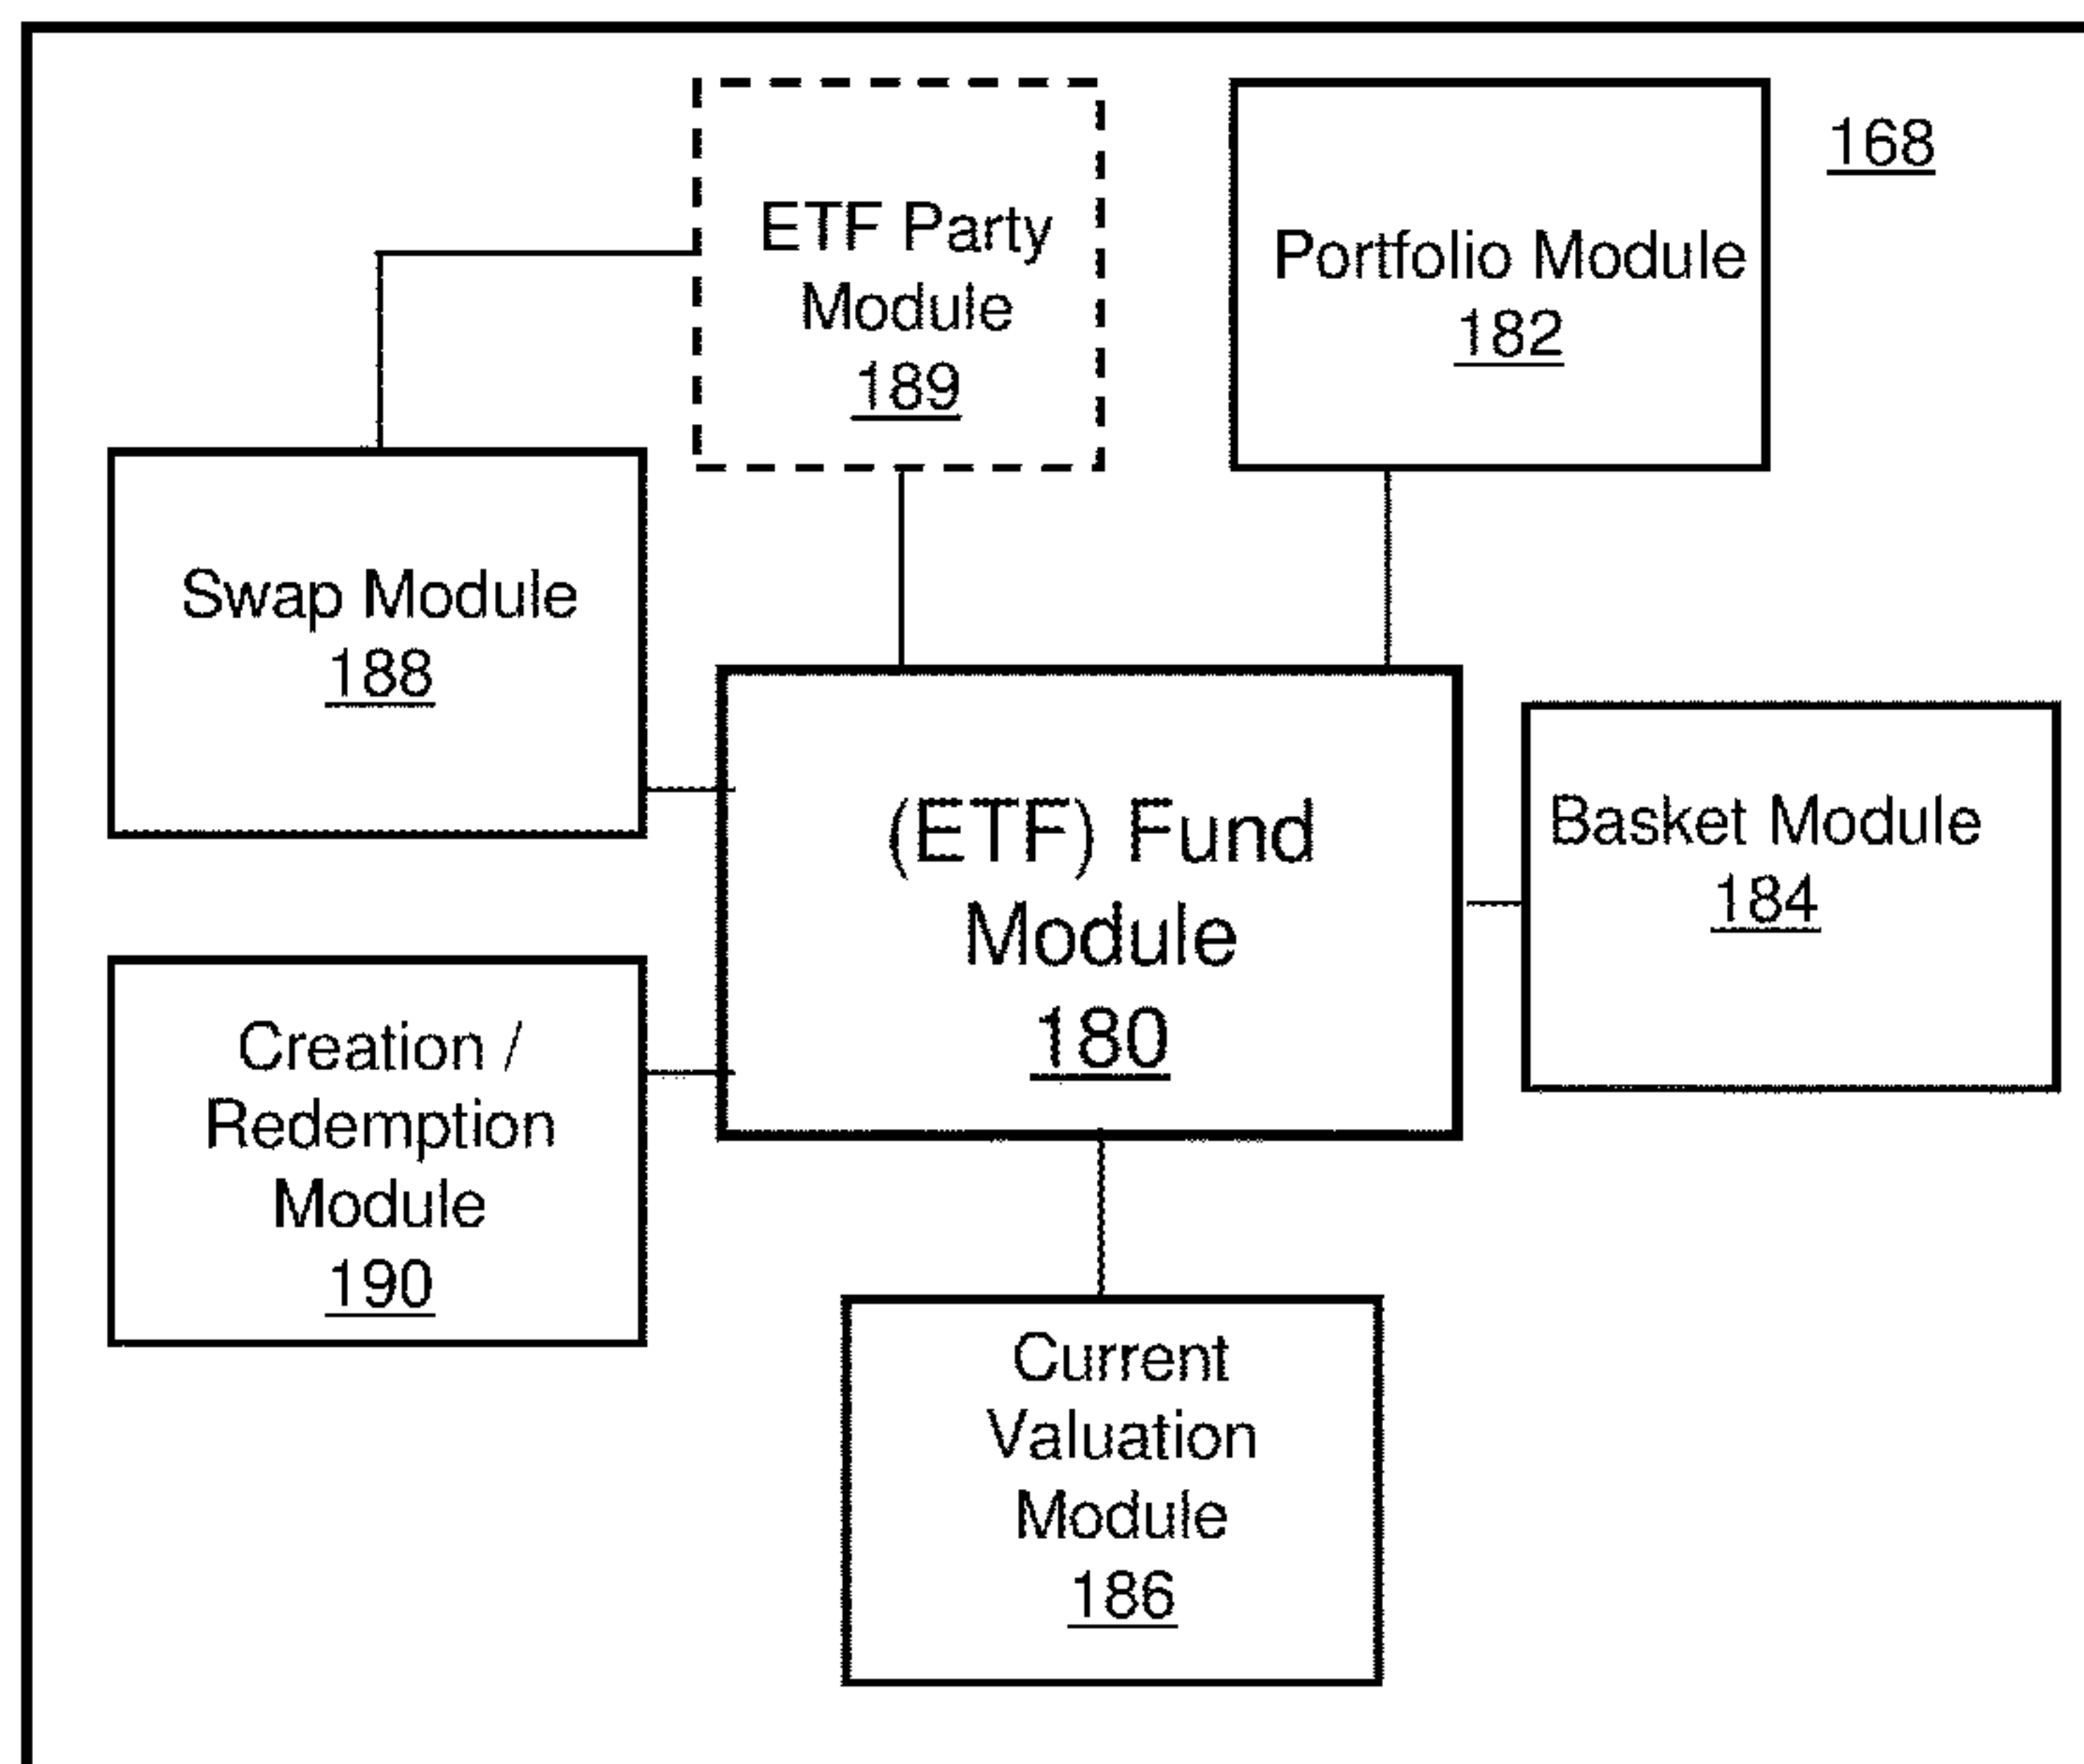 ETF Party
Module
189
Portfolio Module
182
168
Swap Module
188
(ETF) Fund
Module
180
Basket Module
184
Creation /
Redemption
Module
190
Current
Valuation
Module
186